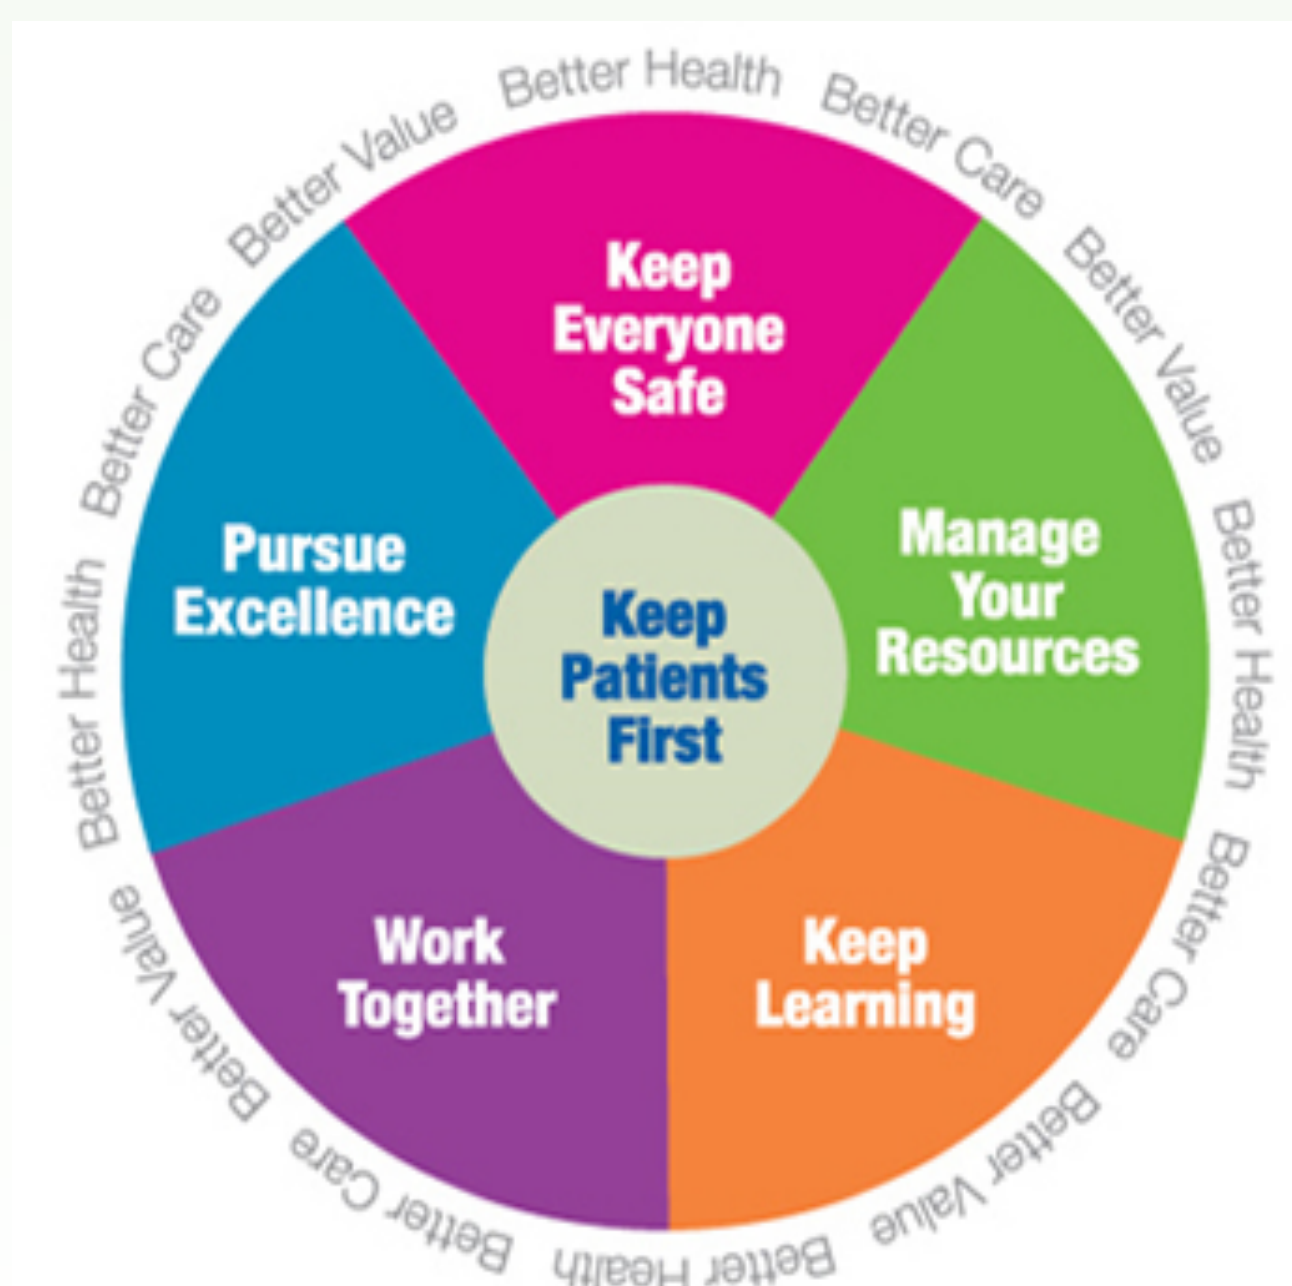 Better Health
Better Care
Better Value
Better Health
Better Care
Better Value
Better Health
Better Care
Better Value
Better Health
Better Care
Better Value
Keep
Everyone
Safe
Manage
Your
Resources
Keep
Learning
Work
Together
Pursue
Excellence
Keep
Patients
First